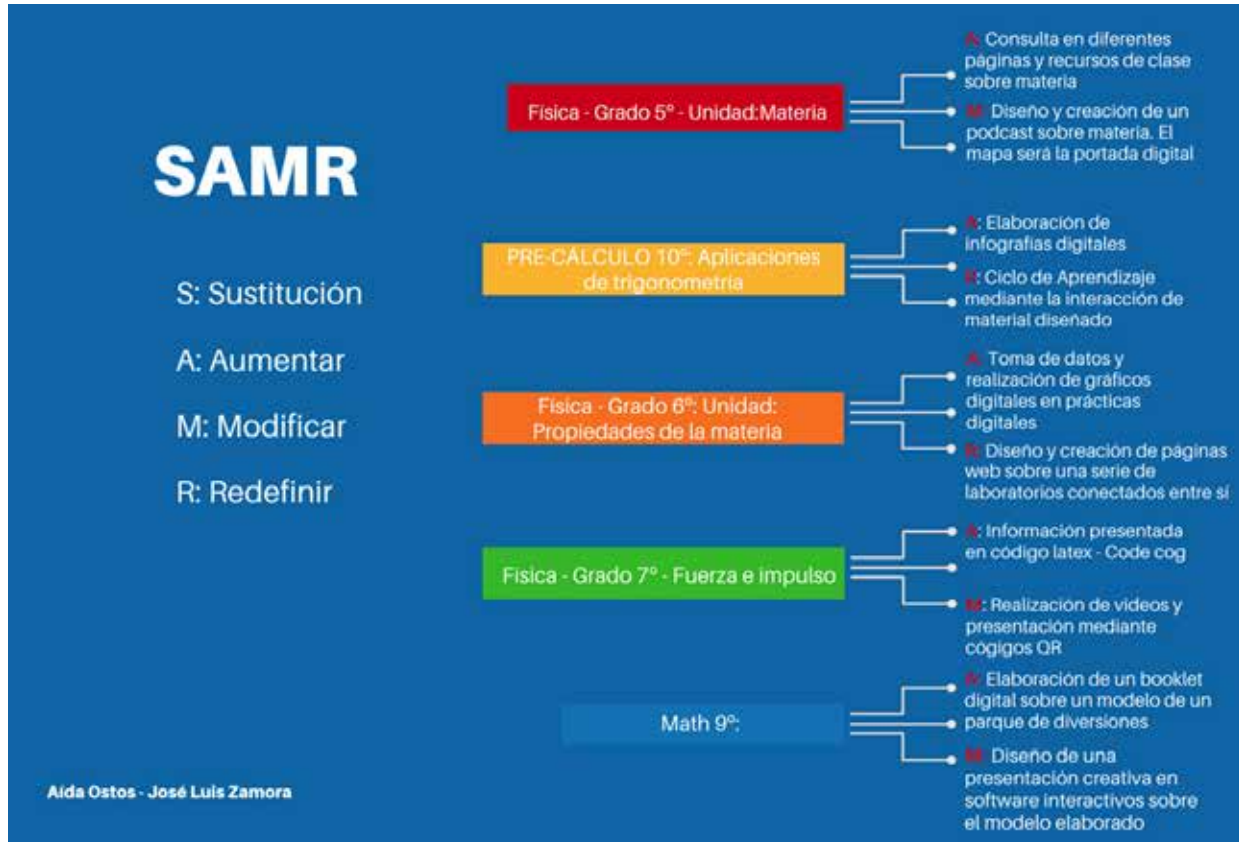 SAMR
S: Sustitución
A: Aumentar
M: Modificar
R: Redefinir
Física - Grado 5º - Unidad:Materia
A: Consulta en diferentes
páginas y recursos de clase
sobre materia
M: Diseño y creación de un
podcast sobre materia. El
mapa será la portada digital
PRE-CÁLCULO 10º: Aplicaciones
de trigonometría
A: Elaboración de
infografías digitales
R: Ciclo de Aprendizaje
mediante la interacción de
material diseñado
Física - Grado 6º: Unidad:
Propiedades de la materia
A: Toma de datos y
realización de gráficos
digitales en prácticas
digitales
R: Diseño y creación de páginas
web sobre una serie de
laboratorios conectados entre sí
Física - Grado 7º - Fuerza e impulso
A: Información presentada
en código latex - Code cog
M: Realización de videos y
presentación mediante
cógigos QR
Math 9º:
A: Elaboración de un booklet
digital sobre un modelo de un
parque de diversiones
M: Diseño de una
presentación creativa en
software interactivos sobre
el modelo elaborado
Aída Ostos - José Luis Zamora